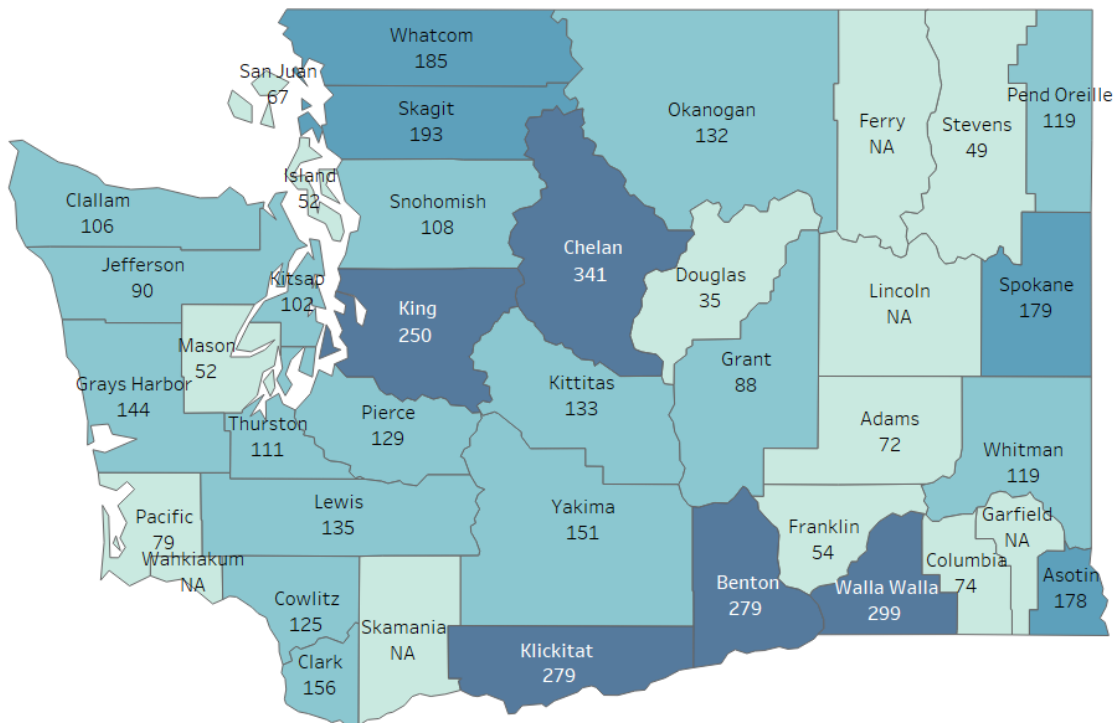 Whatcom
185
San Juan
67
Skagit
193
Okanogan
132
Ferry
NA
Stevens
49
Pend Oreille
119
Island
52
Clallam
106
Snohomish
108
Chelan
341
Jefferson
90
Kitsap
102
Douglas
35
Lincoln
NA
Spokane
179
King
250
Mason
52
Grant
88
Grays Harbor
144
Kittitas
133
Pierce
129
Thurston
111
Adams
72
Whitman
119
Lewis
135
Yakima
151
Pacific
79
Franklin
54
Garfield
NA
Wahkiakum
NA
Columbia
74
Asotin
178
Benton
279
Walla Walla
299
Cowlitz
125
Skamania
NA
Klickitat
279
Clark
156